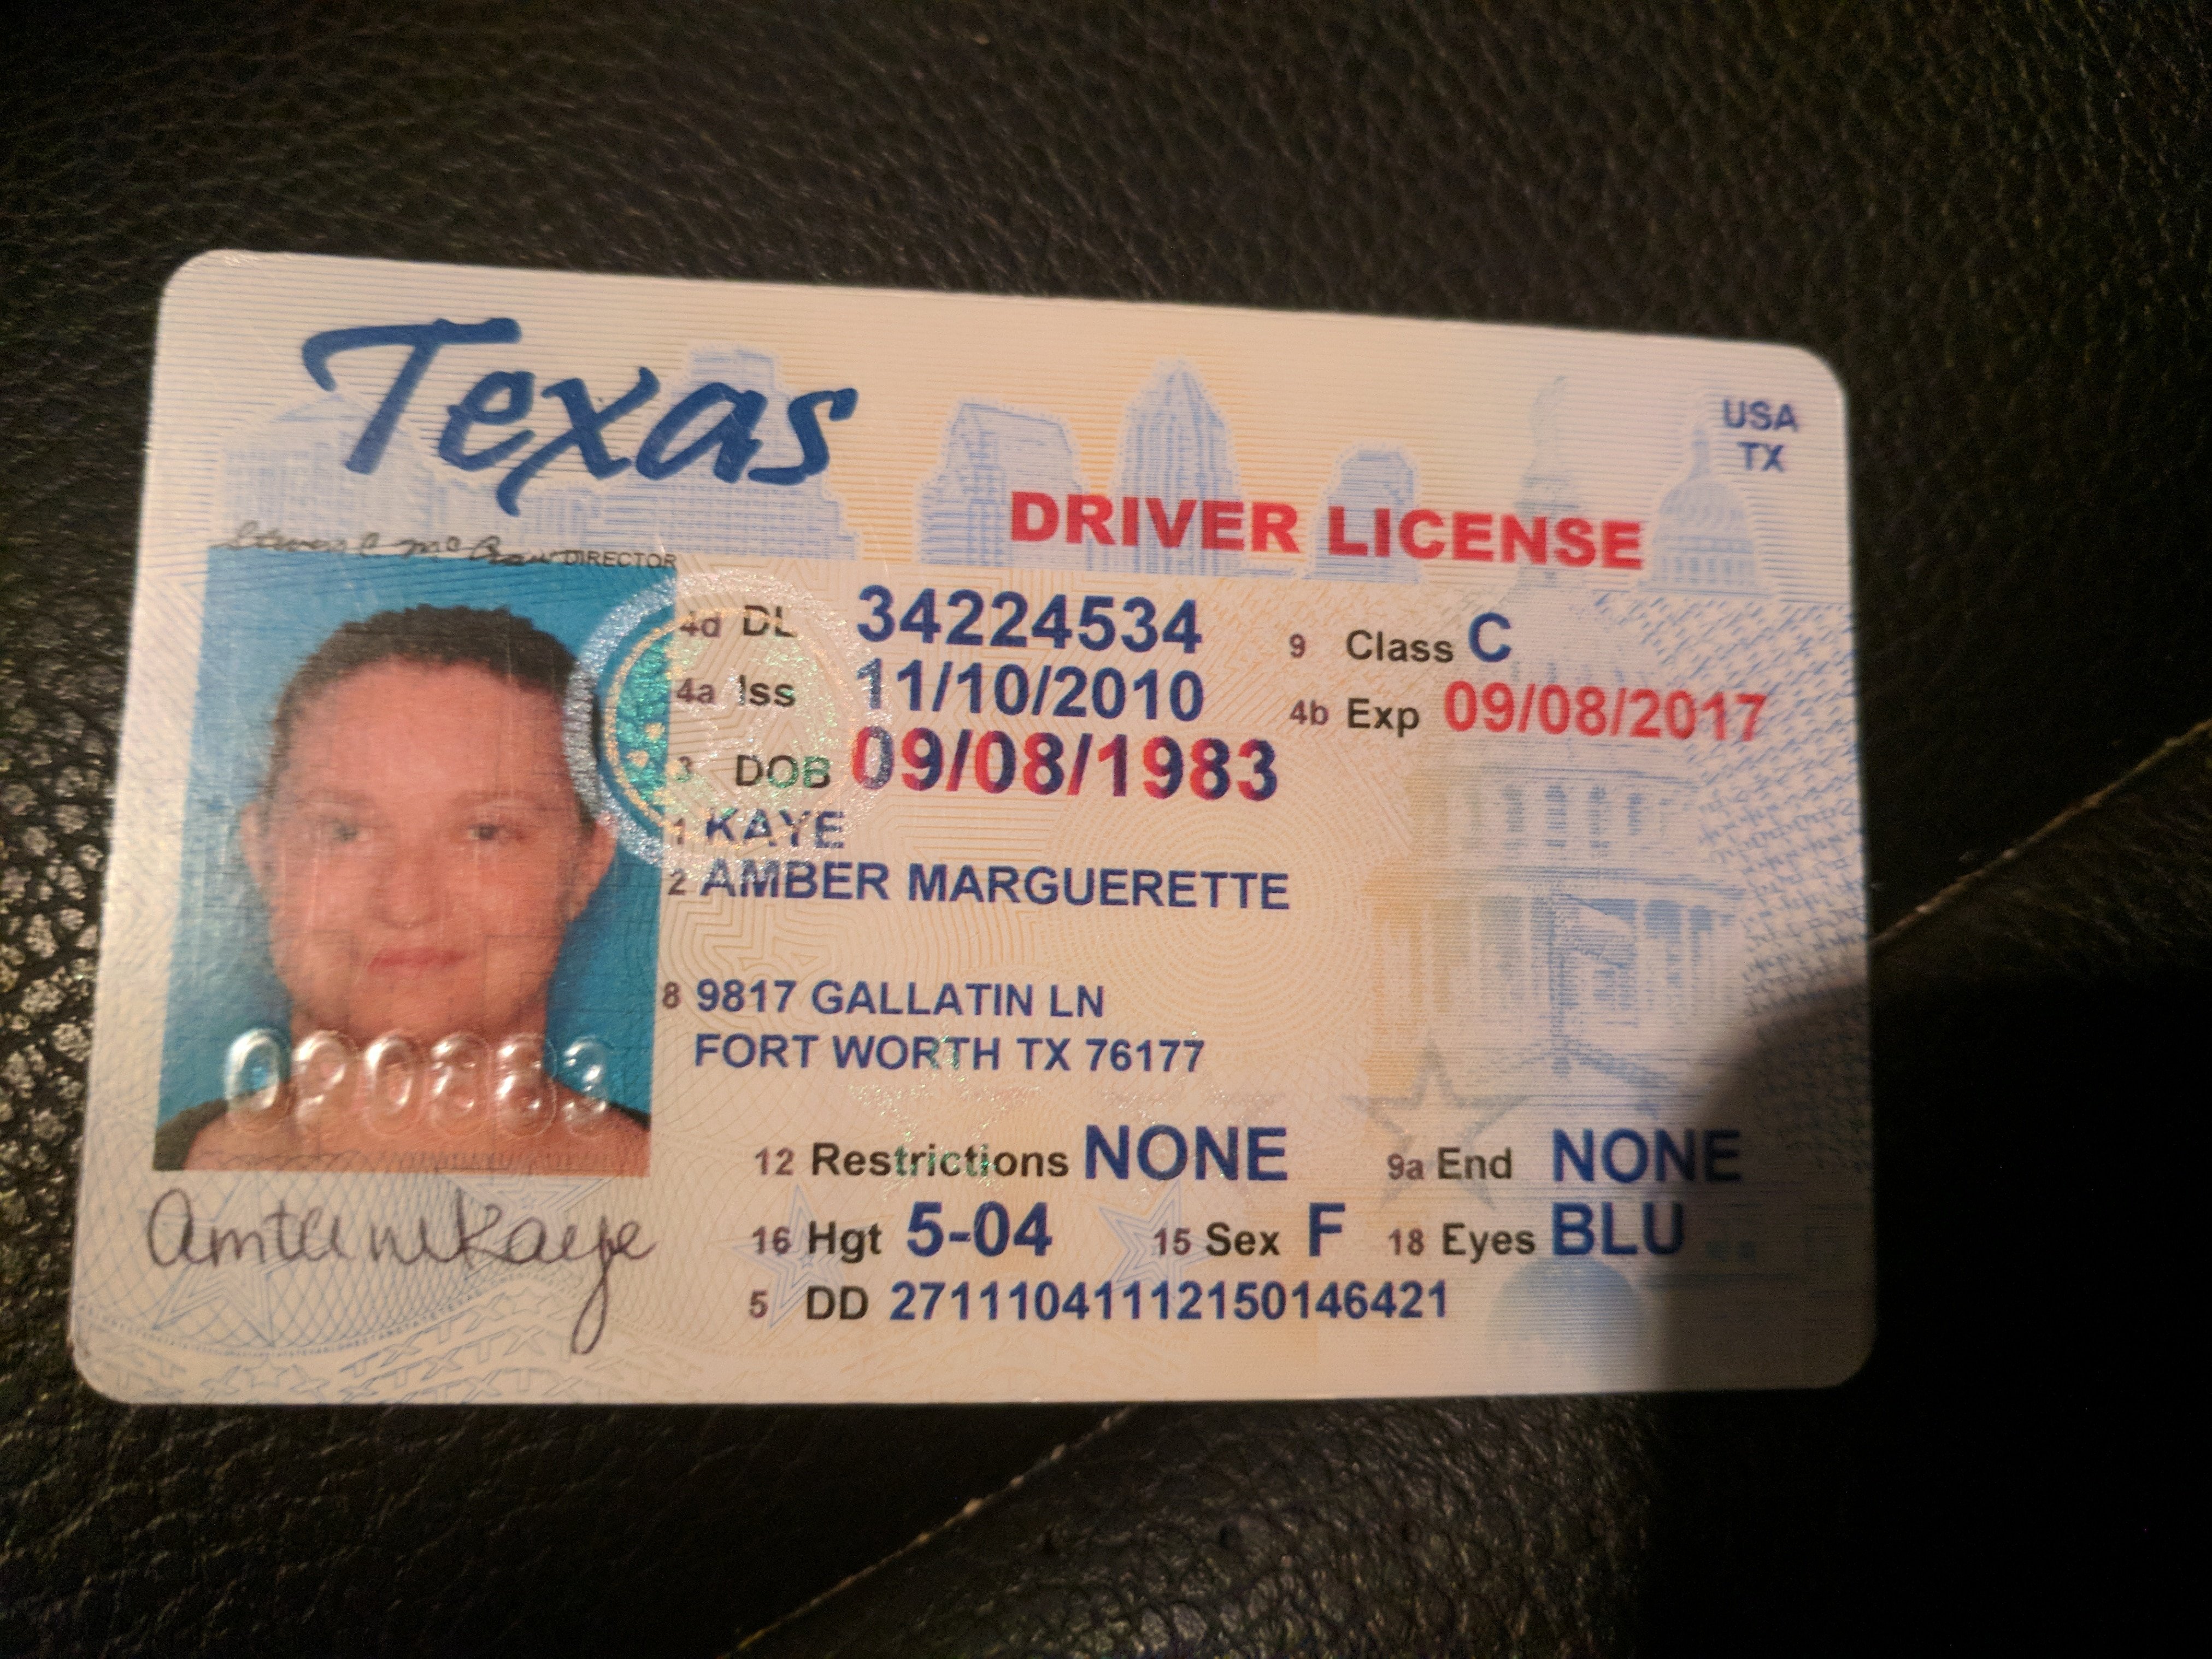 Texas
USA
TX
DRIVER LICENSE
DIRECTOR
4d DL 34224534 9 Class C
4a Iss 11/10/2010 4b Exp 09/08/2017
3 DOB 09/08/1983
1 KAYE
2 AMBER MARGUERETTE
8 9817 GALLATIN LN
FORT WORTH TX 76177
090883
12 Restrictions NONE 9a End NONE
16 Hgt 5-04 15 Sex F 18 Eyes BLU
5 DD 27111041112150146421